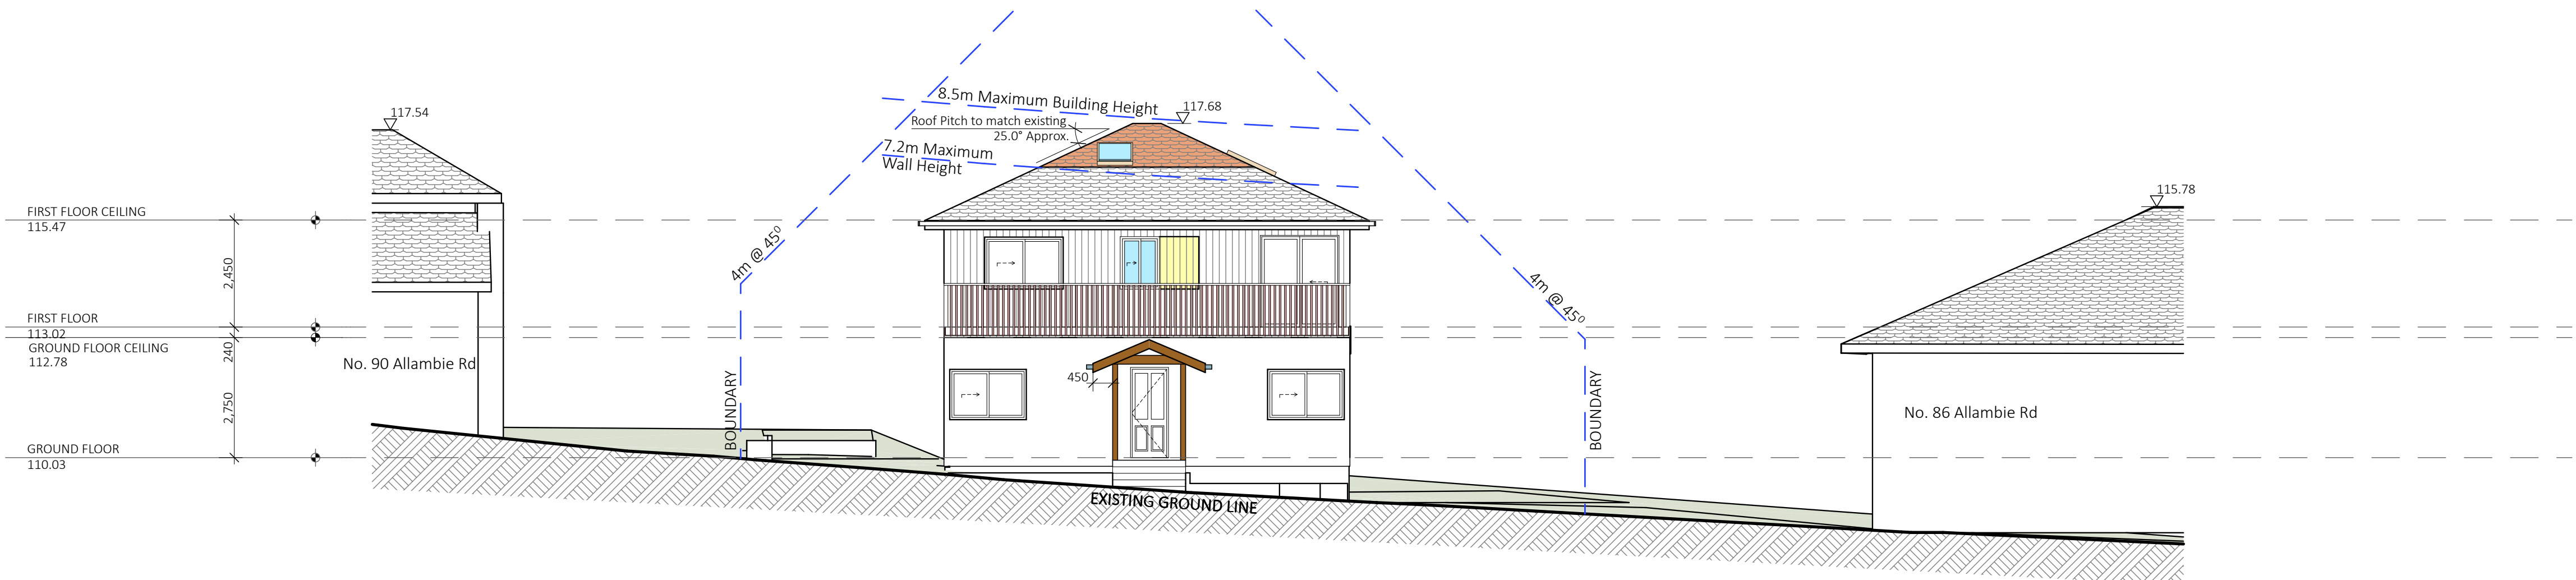 8.5m Maximum Building Height
117.54
117.68
Roof Pitch to match existing
25.0° Approx.
7.2m Maximum
Wall Height
115.78
FIRST FLOOR CEILING
115.47
4m @ 45⁰
4m @ 45⁰
2,450
FIRST FLOOR
113.02
GROUND FLOOR CEILING
112.78
240
No. 90 Allambie Rd
450
BOUNDARY
BOUNDARY
No. 86 Allambie Rd
2,750
GROUND FLOOR
110.03
EXISTING GROUND LINE